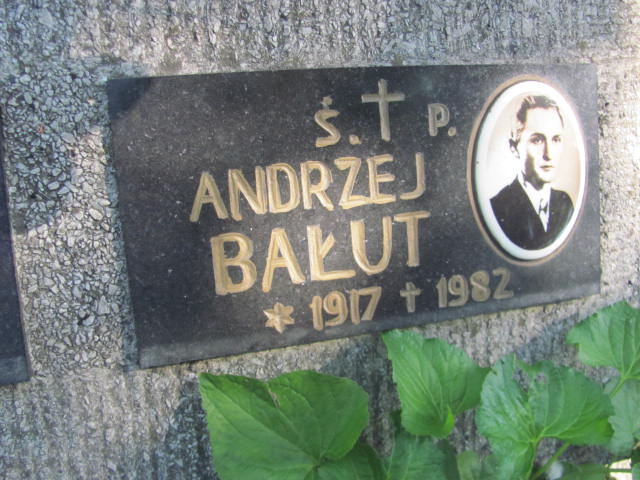 Ś. † P.
ANDRZEJ
BAŁUT
* 1917 † 1982